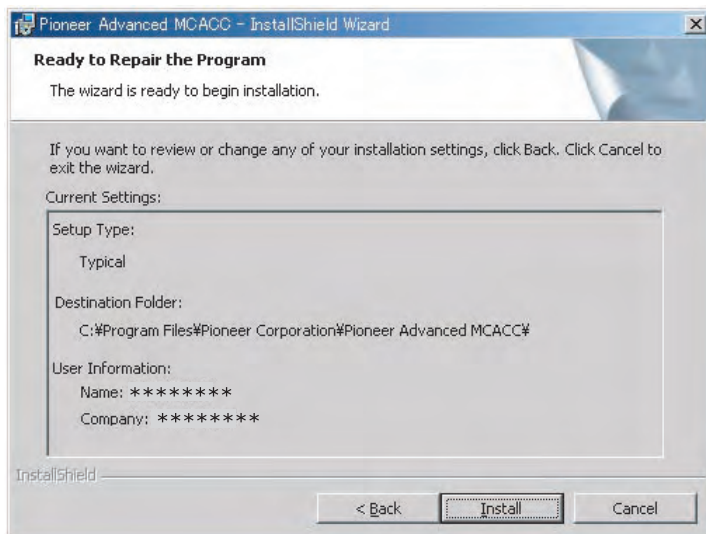 Pioneer Advanced MCACC - InstallShield Wizard
Ready to Repair the Program
The wizard is ready to begin installation.
If you want to review or change any of your installation settings, click Back. Click Cancel to
exit the wizard.
Current Settings:
Setup Type:
Typical
Destination Folder:
C:¥Program Files¥Pioneer Corporation¥Pioneer Advanced MCACC¥
User Information:
Name: ********
Company: ********
InstallShield
< Back
Install
Cancel